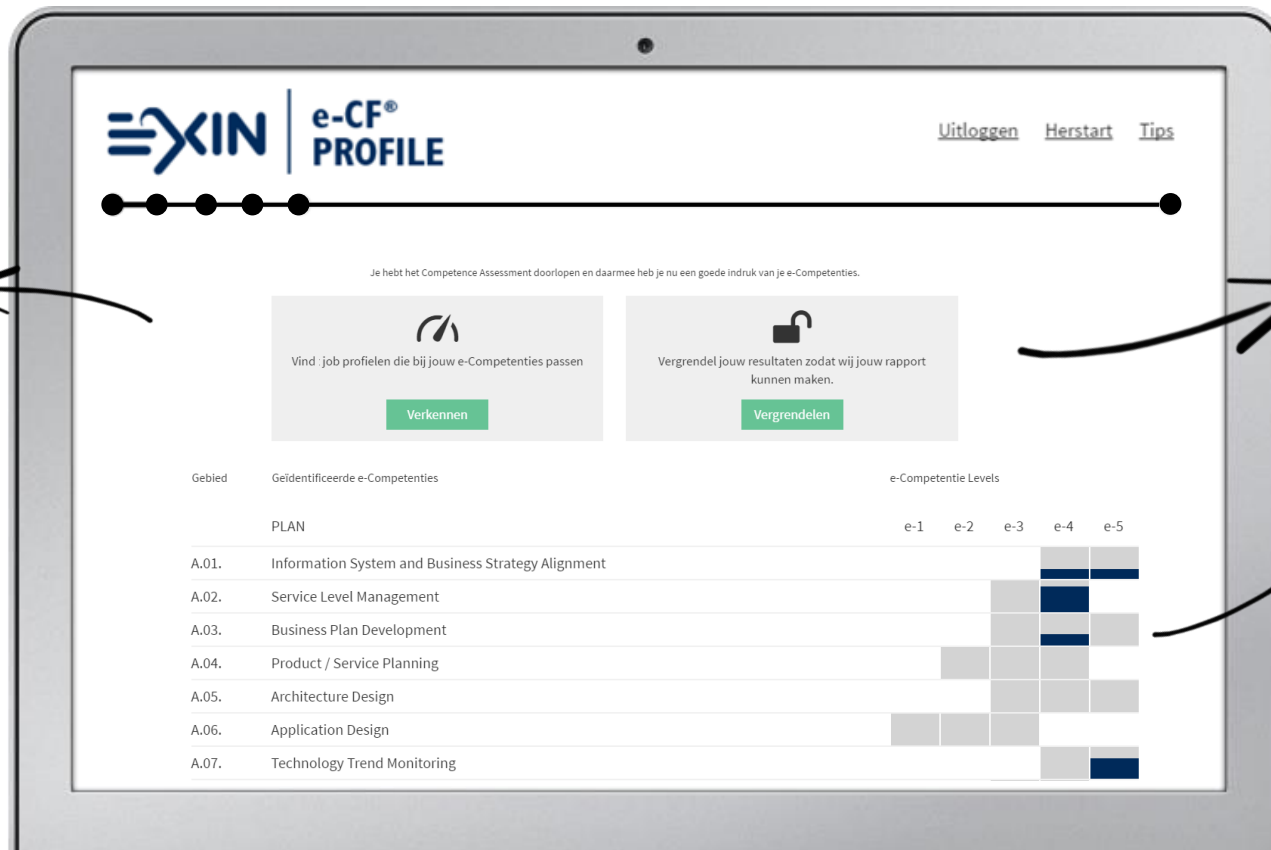 EXIN
e-CF®
PROFILE
Uitloggen Herstart Tips
Je hebt het Competence Assessment doorlopen en daarmee heb je nu een goede indruk van je e-Competenties.
Vind job profielen die bij jouw e-Competenties passen
Verkennen
Vergrendel jouw resultaten zodat wij jouw rapport
kunnen maken.
Vergrendelen
Gebied Geïdentificeerde e-Competenties e-Competentie Levels
PLAN e-1 e-2 e-3 e-4 e-5
A.01. Information System and Business Strategy Alignment
A.02. Service Level Management
A.03. Business Plan Development
A.04. Product / Service Planning
A.05. Architecture Design
A.06. Application Design
A.07. Technology Trend Monitoring